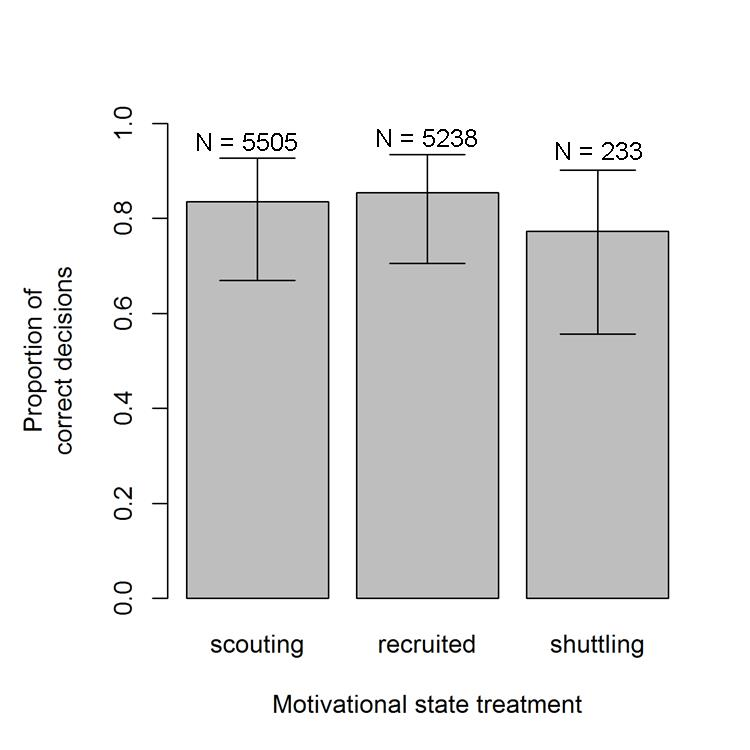 N = 5505
N = 5238
N = 233
1.0
0.8
0.6
0.4
0.2
0.0
Proportion of
correct decisions
scouting
recruited
shuttling
Motivational state treatment